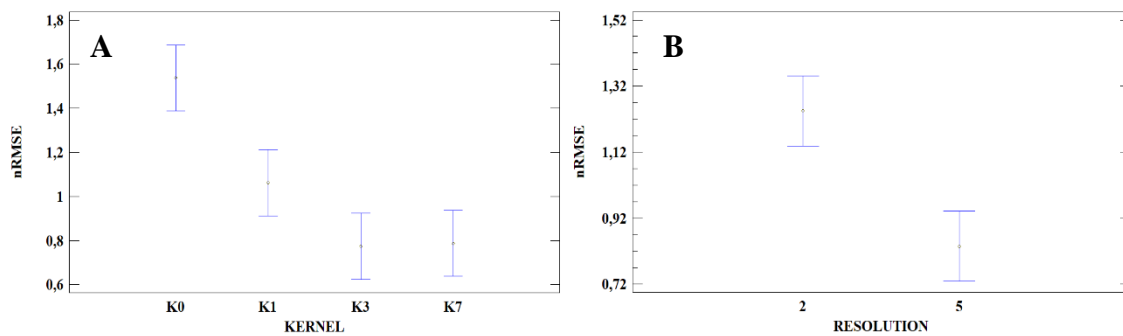 A
nRMSE
1,8
1,6
1,4
1,2
1
0,8
0,6
K0 K1 K3 K7
KERNEL
B
nRMSE
1,52
1,32
1,12
0,92
0,72
2 5
RESOLUTION